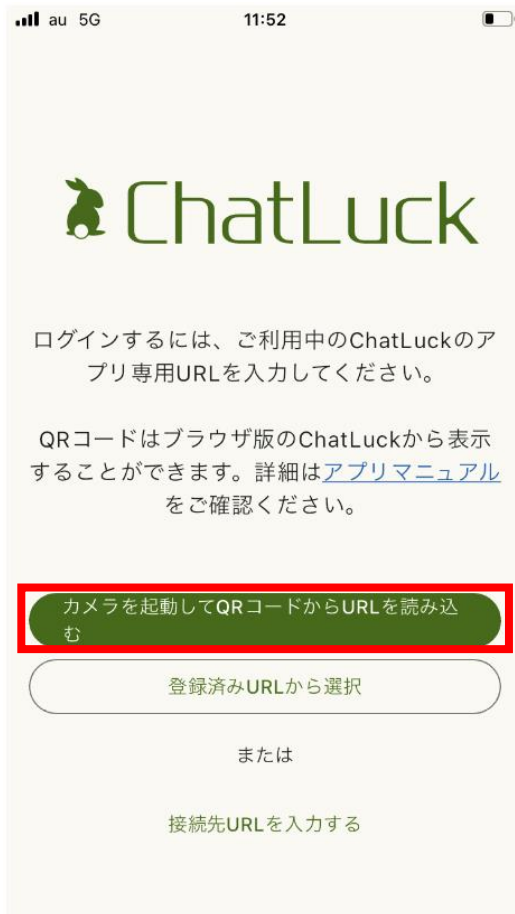 au 5G 11:52
ChatLuck
ログインするには、ご利用中のChatLuckのア
プリ専用URLを入力してください。
QRコードはブラウザ版のChatLuckから表示
することができます。詳細はアプリマニュアル
をご確認ください。
カメラを起動してQRコードからURLを読み込
む
登録済みURLから選択
または
接続先URLを入力する